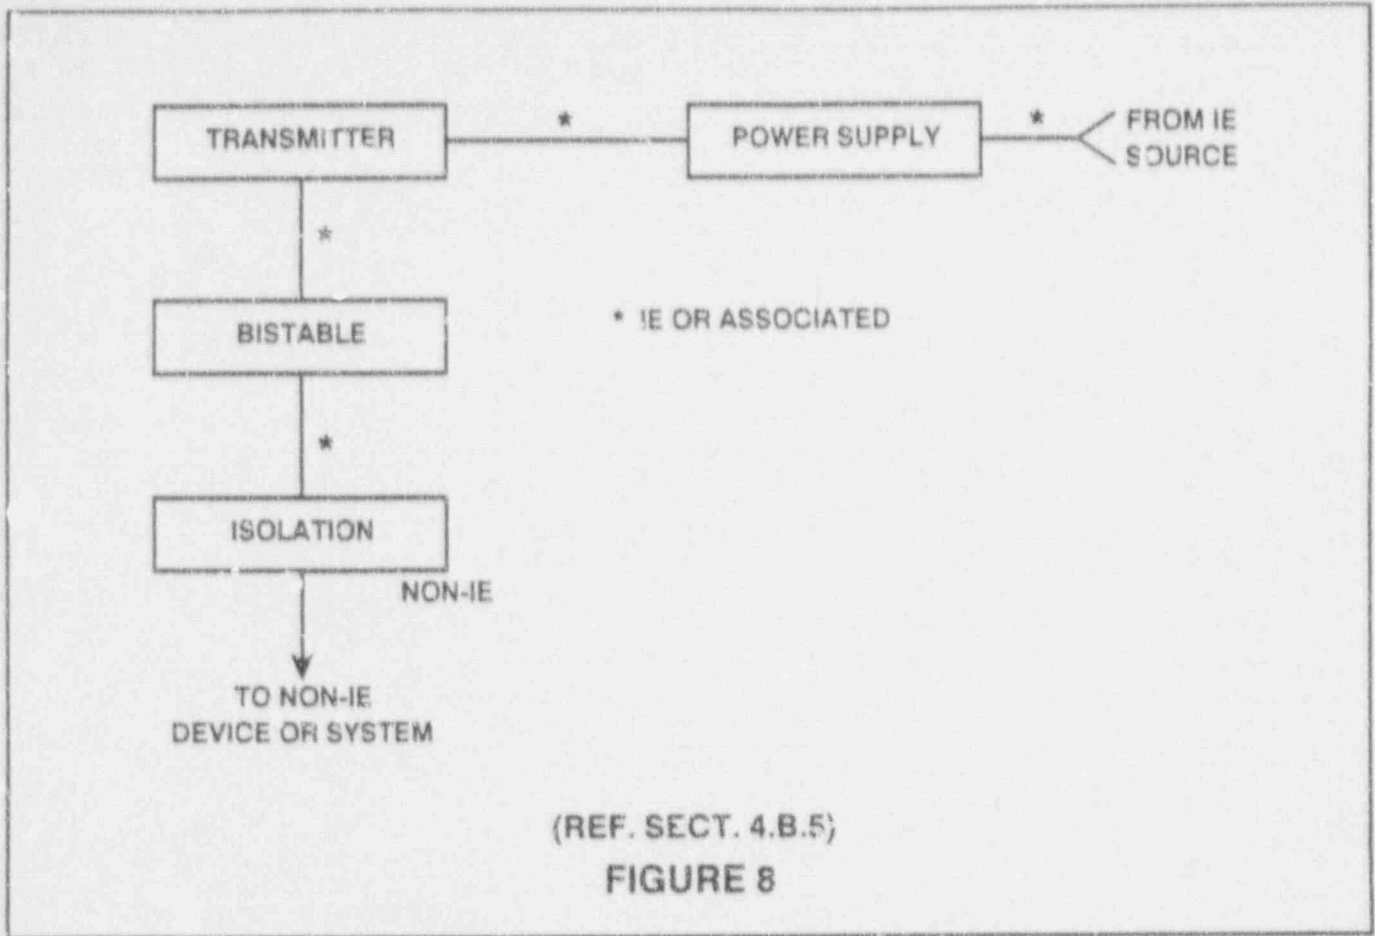 TRANSMITTER
*
POWER SUPPLY
*
FROM IE
SOURCE
*
BISTABLE
* IE OR ASSOCIATED
*
ISOLATION
NON-IE
TO NON-IE
DEVICE OR SYSTEM
(REF. SECT. 4.B.5)
FIGURE 8